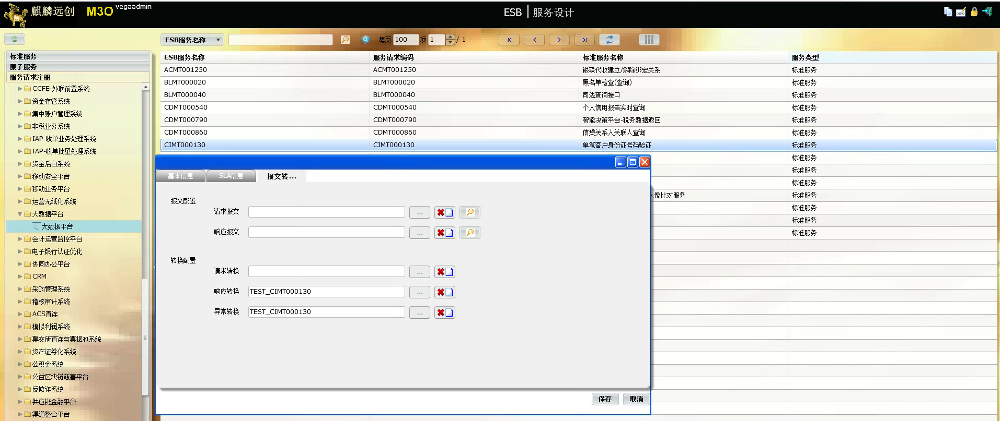 麒麟远创 M3O vegaadmin
ESB 服务设计
ESB服务名称 每页 100 项 1 / 1
标准服务
原子服务
服务请求注册
CCFE-外联前置系统
资金存管系统
集中账户管理系统
非税业务系统
IAP-收单业务处理系统
IAP-收单批量处理系统
资金后台系统
移动安全平台
移动业务平台
运营无纸化系统
大数据平台
大数据平台
会计运营监控平台
电子银行认证优化
协同办公平台
CRM
采购管理系统
稽核审计系统
ACS直连
模拟利润系统
票交所直连与票据池系统
资产证券化系统
公积金系统
公益区块链慈善平台
反欺诈系统
供应链金融平台
渠道整合平台
ESB服务名称 服务请求编码 标准服务名称 服务类型
ACMT001250 ACMT001250 银联代收建立/解除绑定关系 标准服务
BLMT000020 BLMT000020 黑名单检查(查询) 标准服务
BLMT000040 BLMT000040 司法查询接口 标准服务
CDMT000540 CDMT000540 个人信用报告实时查询 标准服务
CDMT000790 CDMT000790 智能决策平台-税务数据返回 标准服务
CDMT000860 CDMT000860 信贷关系人关联人查询 标准服务
CIMT000130 CIMT000130 单笔客户身份证号码验证 标准服务
标准服务
标准服务
标准服务
人像比对服务 标准服务
标准服务
标准服务
标准服务
基本信息 SLA信息 报文转...
报文配置
请求报文 ...
响应报文 ...
转换配置
请求转换 ...
响应转换 TEST_CIMT000130 ...
异常转换 TEST_CIMT000130 ...
保存 取消